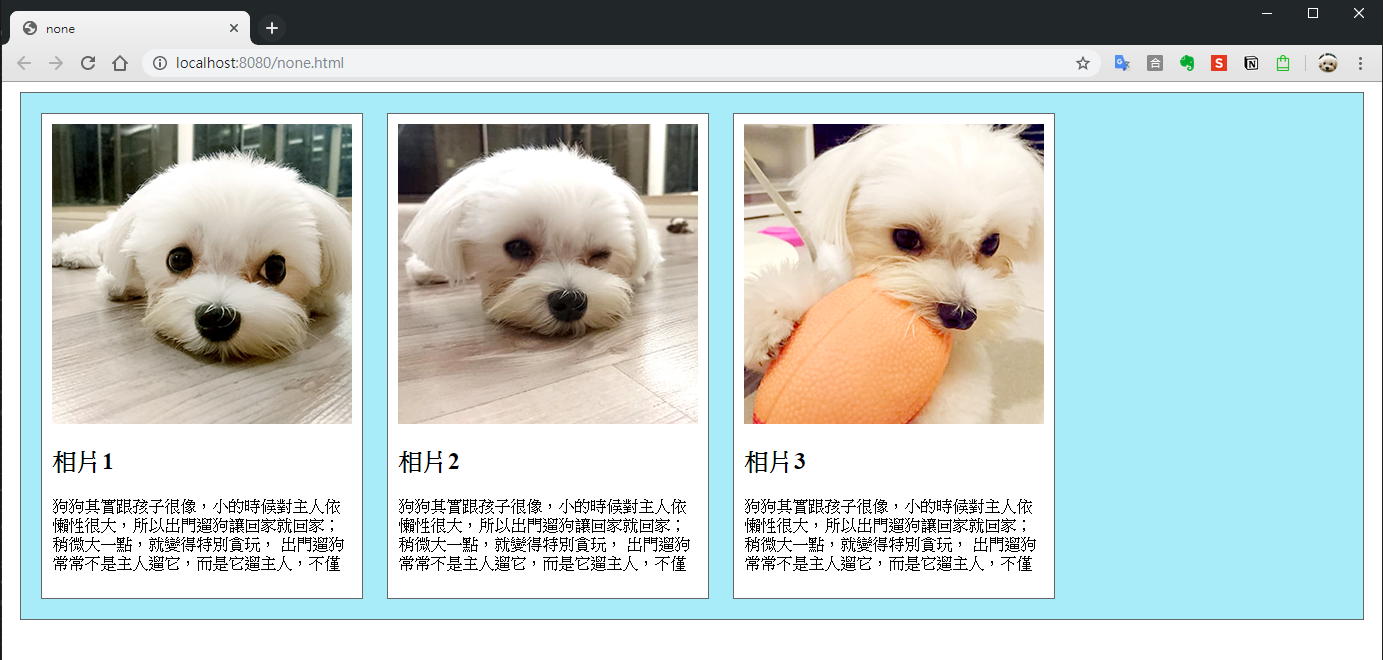 none
localhost:8080/none.html
相片1
狗狗其實跟孩子很像，小的時候對主人依
懶性很大，所以出門遛狗讓回家就回家；
稍微大一點，就變得特別貪玩， 出門遛狗
常常不是主人遛它，而是它遛主人，不僅
相片2
狗狗其實跟孩子很像，小的時候對主人依
懶性很大，所以出門遛狗讓回家就回家；
稍微大一點，就變得特別貪玩， 出門遛狗
常常不是主人遛它，而是它遛主人，不僅
相片3
狗狗其實跟孩子很像，小的時候對主人依
懶性很大，所以出門遛狗讓回家就回家；
稍微大一點，就變得特別貪玩， 出門遛狗
常常不是主人遛它，而是它遛主人，不僅